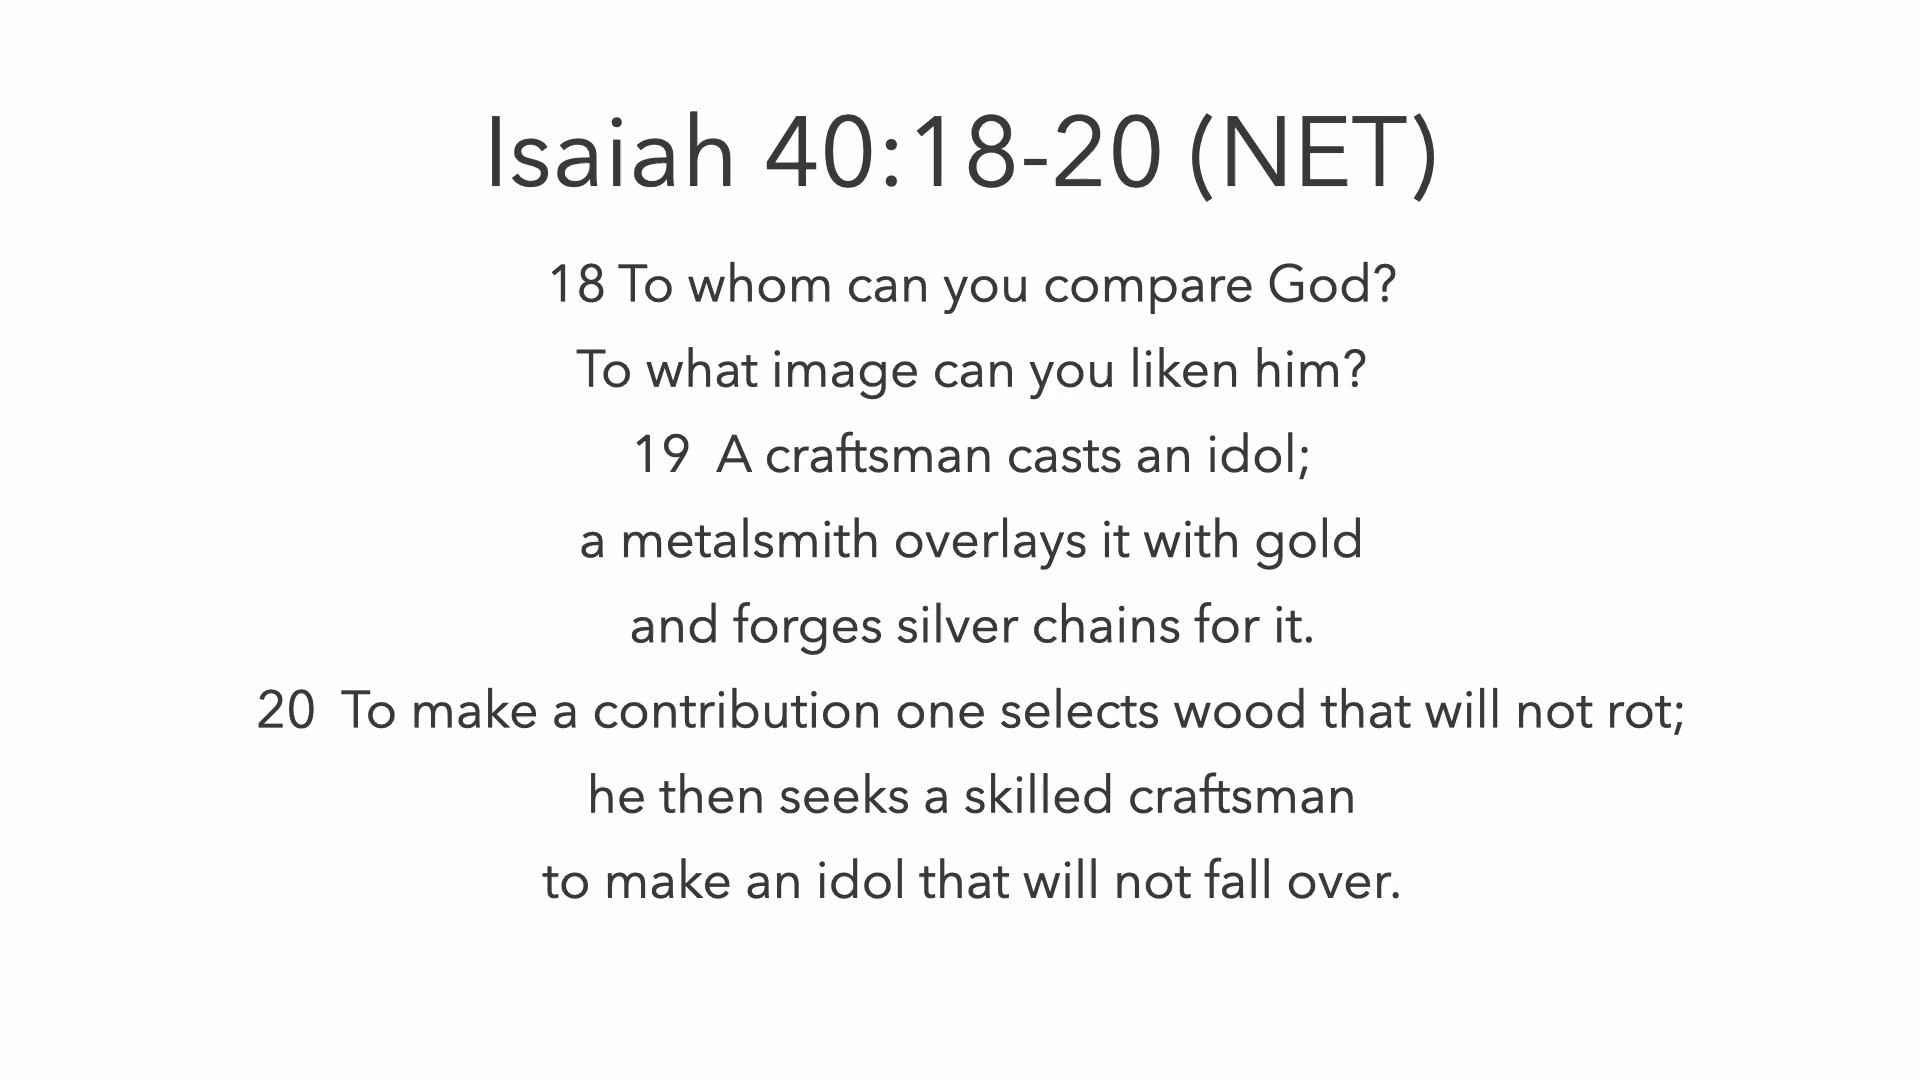 Isaiah 40:18-20 (NET)
18 To whom can you compare God?
To what image can you liken him?
19  A craftsman casts an idol;
a metalsmith overlays it with gold
and forges silver chains for it.
20  To make a contribution one selects wood that will not rot;
he then seeks a skilled craftsman
to make an idol that will not fall over.